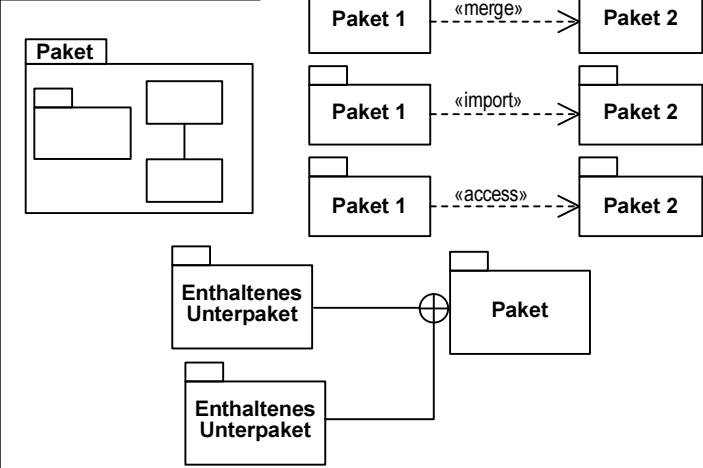 Paket 1
«merge»
Paket 2
Paket
Paket 1
«import»
Paket 2
Paket 1
«access»
Paket 2
Enthaltenes
Unterpaket
Paket
Enthaltenes
Unterpaket